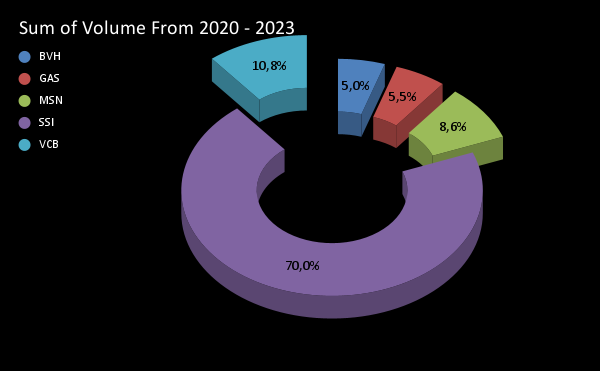 Sum of Volume From 2020 - 2023
BVH
GAS
MSN
SSI
VCB
10,8%
5,0%
5,5%
8,6%
70,0%